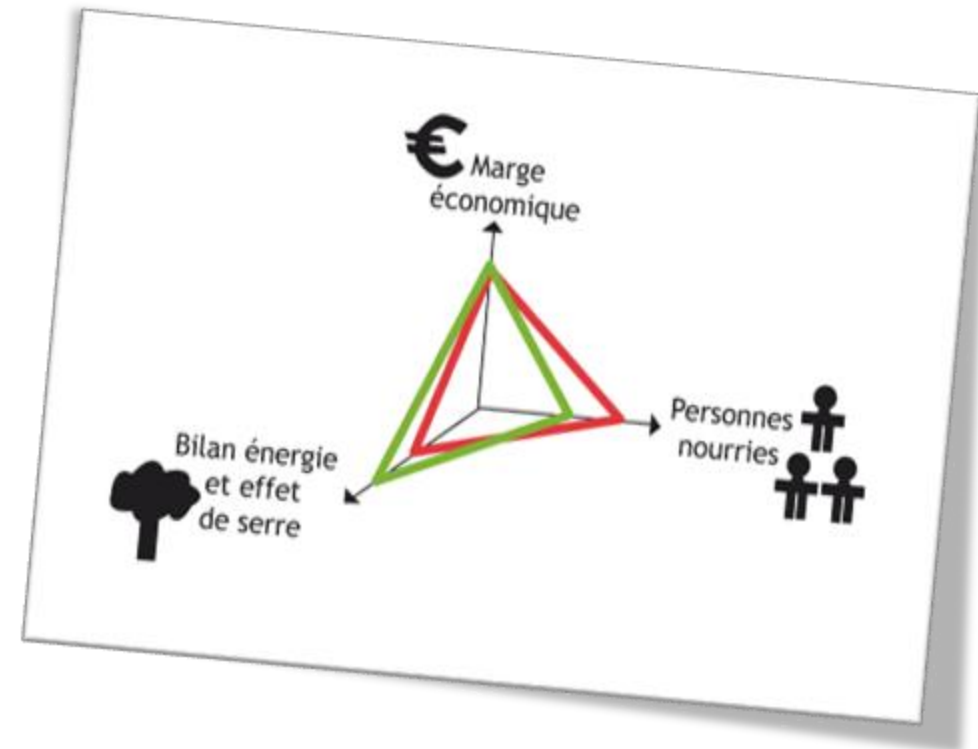 € Marge
économique
Personnes
nourries
Bilan énergie
et effet
de serre